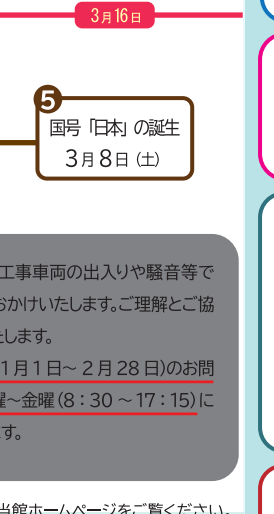 3月16日
5
国号「日本」の誕生
3月8日（土）
工事車両の出入りや騒音等で
おかけいたします。ご理解とご協
たします。
1月1日～2月28日)のお問
曜～金曜(8：30～17：15)に
ます。
当館ホームページをご覧ください。